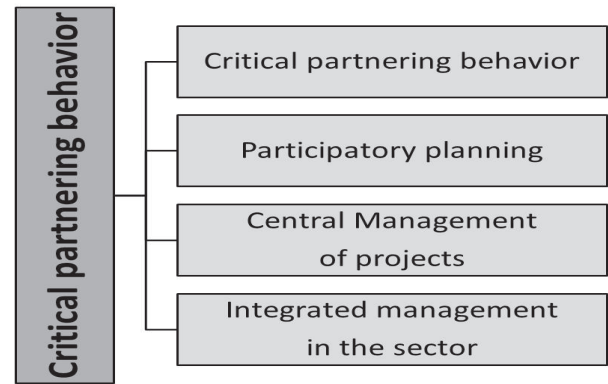 Critical partnering behavior
Critical partnering behavior
Participatory planning
Central Management
of projects
Integrated management
in the sector